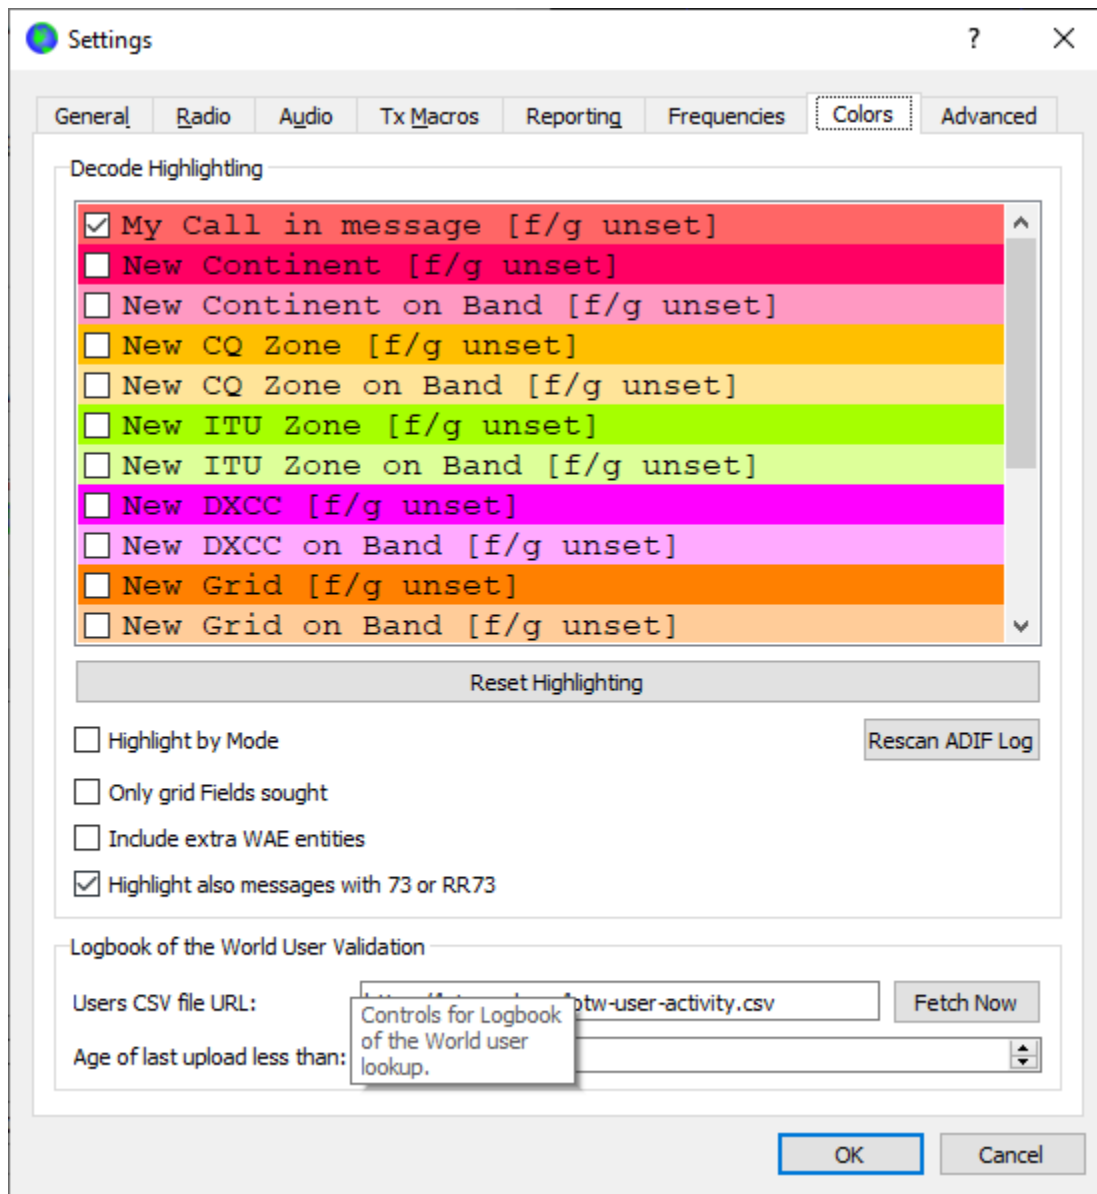 Settings
?
General Radio Audio Tx Macros Reporting Frequencies Colors Advanced
Decode Highlightling
My Call in message [f/g unset]
New Continent [f/g unset]
New Continent on Band [f/g unset]
New CQ Zone [f/g unset]
New CQ Zone on Band [f/g unset]
New ITU Zone [f/g unset]
New ITU Zone on Band [f/g unset]
New DXCC [f/g unset]
New DXCC on Band [f/g unset]
New Grid [f/g unset]
New Grid on Band [f/g unset]
Reset Highlighting
Highlight by Mode
Rescan ADIF Log
Only grid Fields sought
Include extra WAE entities
Highlight also messages with 73 or RR73
Logbook of the World User Validation
Users CSV file URL:
otw-user-activity.csv
Fetch Now
Controls for Logbook
of the World user
lookup.
Age of last upload less than:
OK Cancel